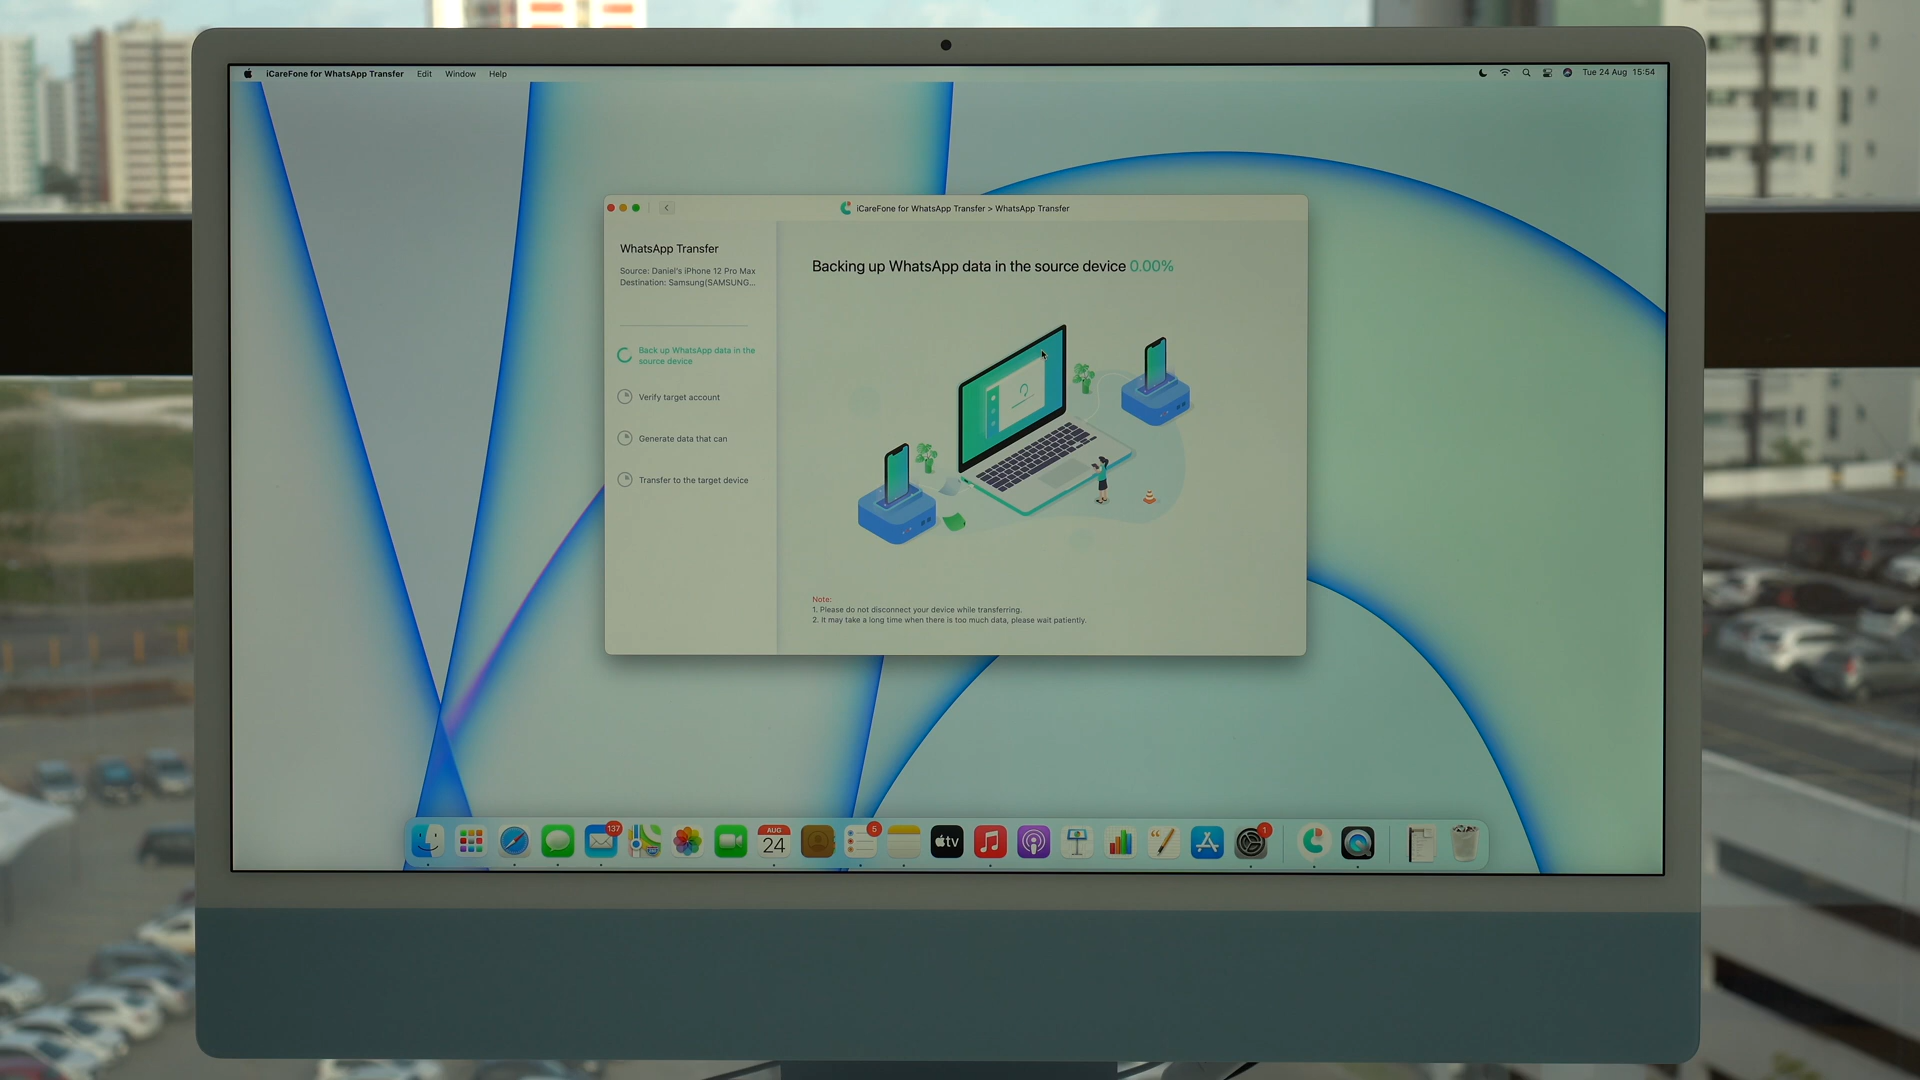 iCareFone for WhatsApp Transfer Edit Window Help
Tue 24 Aug 15:54
iCareFone for WhatsApp Transfer > WhatsApp Transfer
WhatsApp Transfer
Source: Daniel's iPhone 12 Pro Max
Destination: Samsung(SAMSUNG...
Back up WhatsApp data in the
source device
Verify target account
Generate data that can
Transfer to the target device
Backing up WhatsApp data in the source device 0.00%
Note:
1. Please do not disconnect your device while transferring.
2. It may take a long time when there is too much data, please wait patiently.
137
AUG
24
5
tv
1